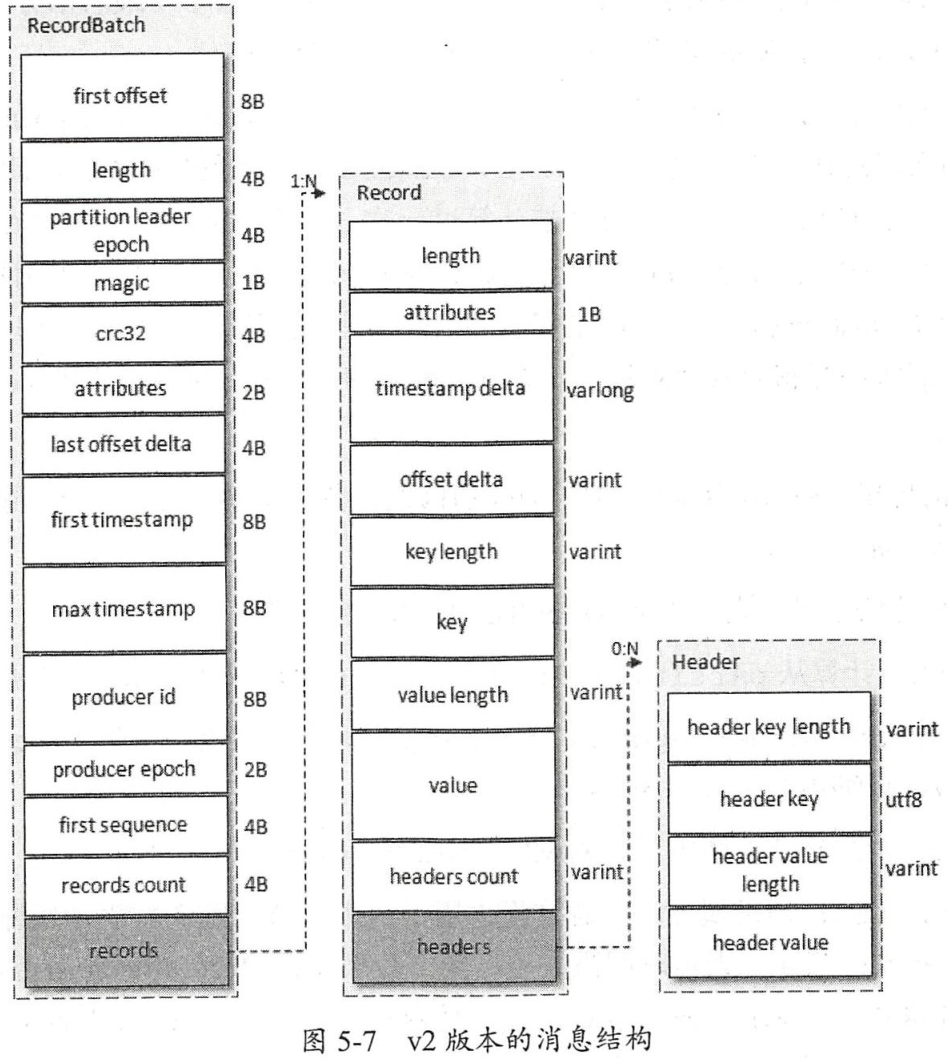 RecordBatch
first offset
8B
length
4B
partition leader
epoch
4B
magic
1B
crc32
4B
attributes
2B
last offset delta
4B
first timestamp
8B
max timestamp
8B
producer id
8B
producer epoch
2B
first sequence
4B
records count
4B
records
1:N
Record
length
varint
attributes
1B
timestamp delta
varlong
offset delta
varint
key length
varint
key
value length
varint
value
headers count
varint
headers
0:N
Header
header key length
varint
header key
utf8
header value
length
varint
header value
图 5-7 v2 版本的消息结构